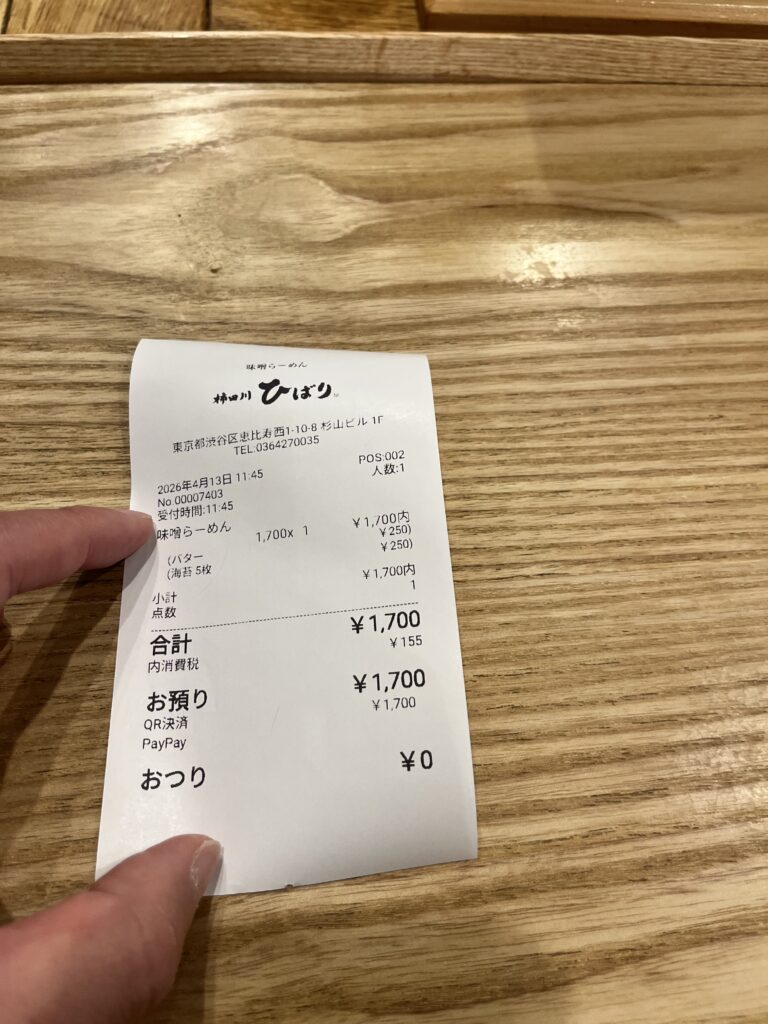 味噌らーめん
柿田川 ひばり
東京都渋谷区恵比寿西1-10-8 杉山ビル 1F
TEL:0364270035
2026年4月13日 11:45 POS:002
No.00007403 人数:1
受付時間:11:45
味噌らーめん 1,700x 1 ¥1,700内
(バター ¥250)
(海苔 5枚 ¥250)
小計 ¥1,700内
点数 1
合計 ¥1,700
内消費税 ¥155
お預り ¥1,700
QR決済 ¥1,700
PayPay
おつり ¥0